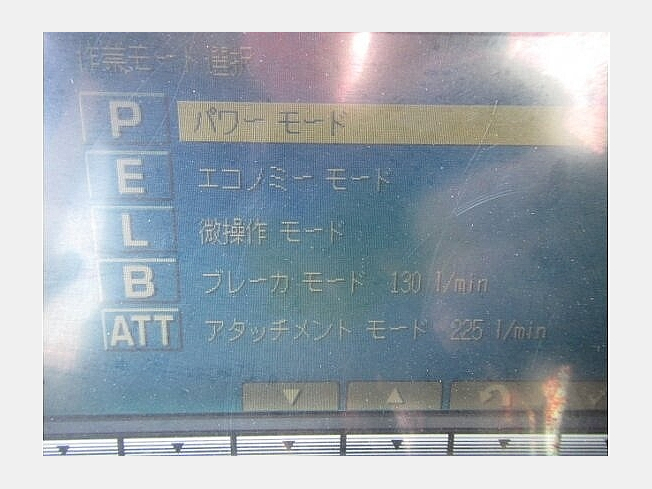 作業モード選択
P パワー モード
E エコノミー モード
L 微操作 モード
B ブレーカ モード 130 l/min
ATT アタッチメント モード 225 l/min